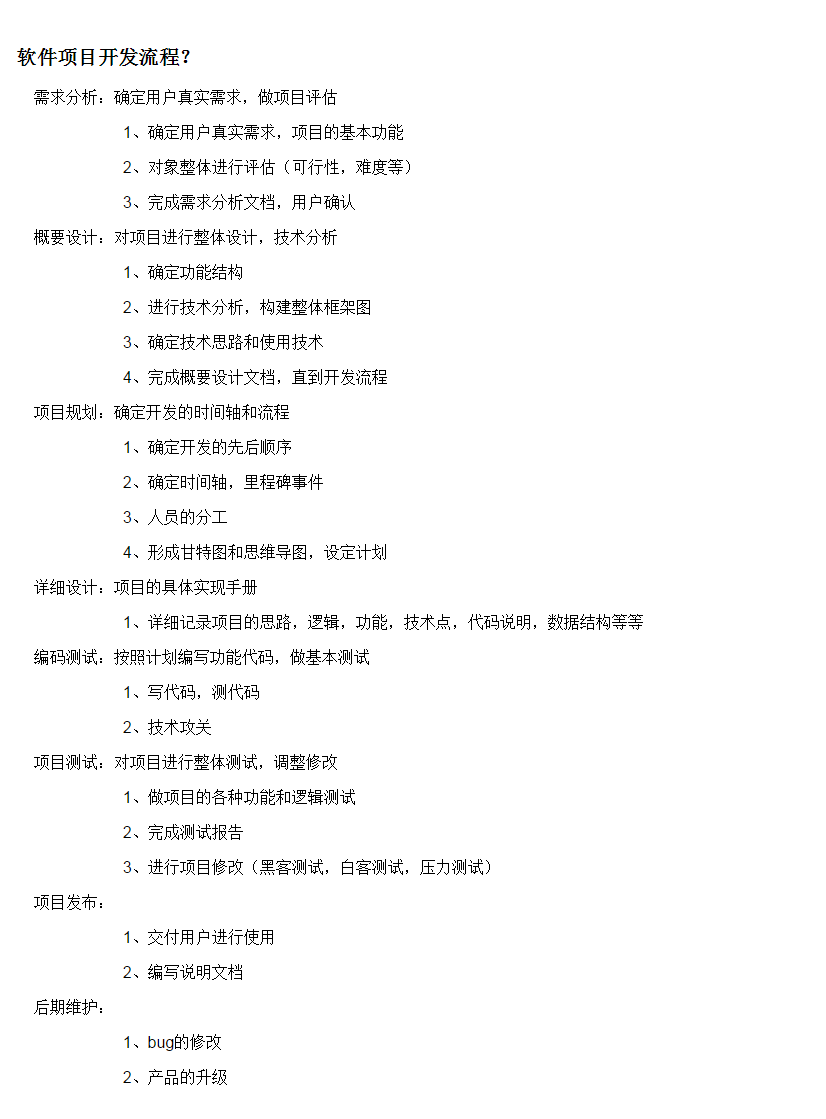 软件项目开发流程？
需求分析：确定用户真实需求，做项目评估
1、确定用户真实需求，项目的基本功能
2、对象整体进行评估（可行性，难度等）
3、完成需求分析文档，用户确认
概要设计：对项目进行整体设计，技术分析
1、确定功能结构
2、进行技术分析，构建整体框架图
3、确定技术思路和使用技术
4、完成概要设计文档，直到开发流程
项目规划：确定开发的时间轴和流程
1、确定开发的先后顺序
2、确定时间轴，里程碑事件
3、人员的分工
4、形成甘特图和思维导图，设定计划
详细设计：项目的具体实现手册
1、详细记录项目的思路，逻辑，功能，技术点，代码说明，数据结构等等
编码测试：按照计划编写功能代码，做基本测试
1、写代码，测代码
2、技术攻关
项目测试：对项目进行整体测试，调整修改
1、做项目的各种功能和逻辑测试
2、完成测试报告
3、进行项目修改（黑客测试，白客测试，压力测试）
项目发布：
1、交付用户进行使用
2、编写说明文档
后期维护：
1、bug的修改
2、产品的升级